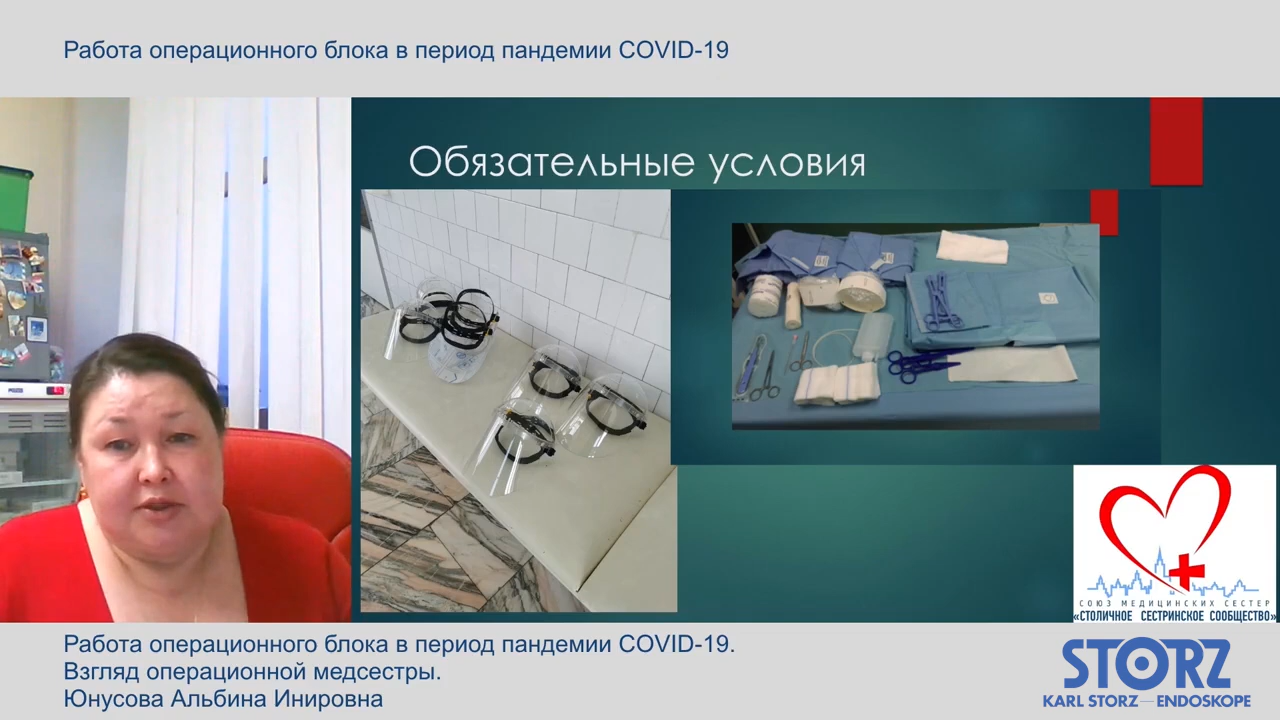 Работа операционного блока в период пандемии COVID-19
Обязательные условия
СОЮЗ МЕДИЦИНСКИХ СЕСТЕР
«СТОЛИЧНОЕ СЕСТРИНСКОЕ СООБЩЕСТВО»
Работа операционного блока в период пандемии COVID-19.
Взгляд операционной медсестры.
Юнусова Альбина Инировна
STORZ
KARL STORZ—ENDOSKOPE